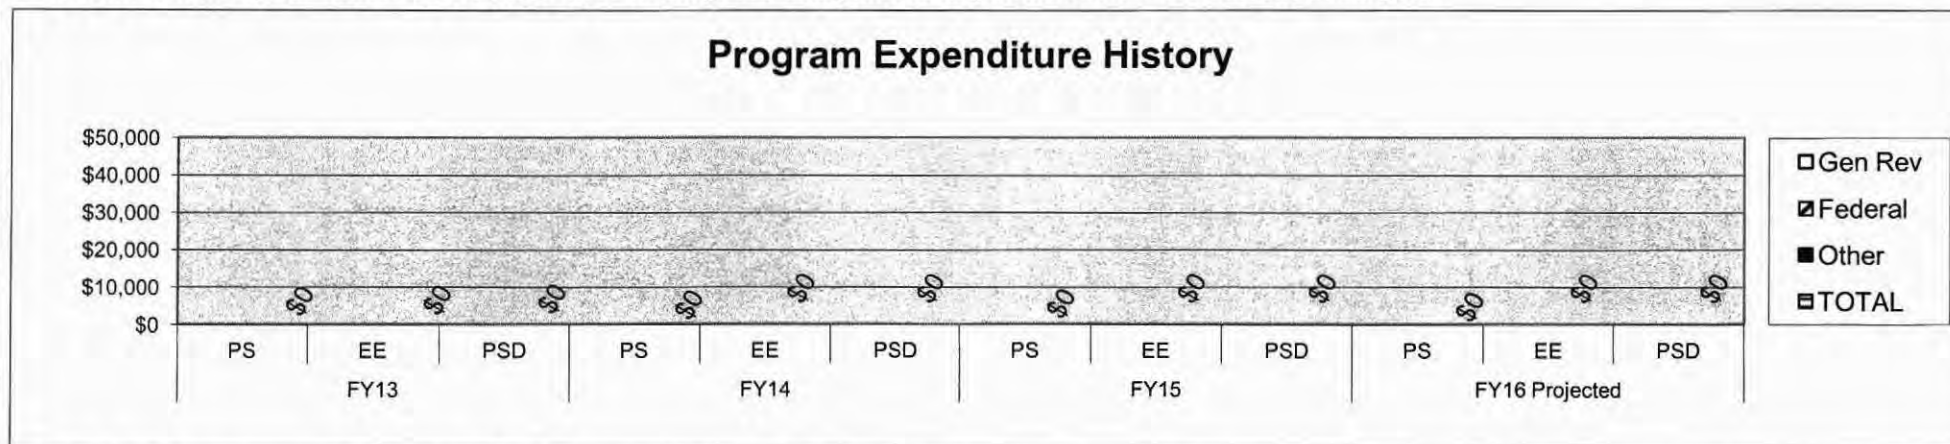 Program Expenditure History
$50,000
$40,000
$30,000
$20,000
$10,000
$0
$0 $0 $0 $0 $0 $0 $0 $0 $0 $0 $0 $0
PS EE PSD PS EE PSD PS EE PSD PS EE PSD
FY13 FY14 FY15 FY16 Projected
Gen Rev
Federal
Other
TOTAL